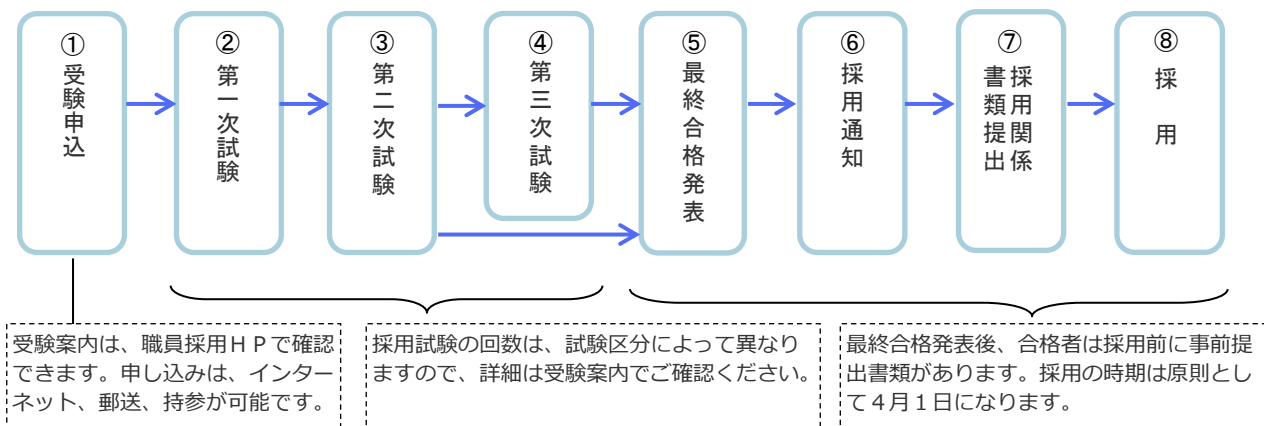 ①
受験申込
②
第一次試験
③
第二次試験
④
第三次試験
⑤
最終合格発表
⑥
採用通知
⑦
採用関係
書類提出
⑧
採　用
受験案内は、職員採用ＨＰで確認
できます。申し込みは、インター
ネット、郵送、持参が可能です。
採用試験の回数は、試験区分によって異なり
ますので、詳細は受験案内でご確認ください。
最終合格発表後、合格者は採用前に事前提
出書類があります。採用の時期は原則とし
て４月１日になります。